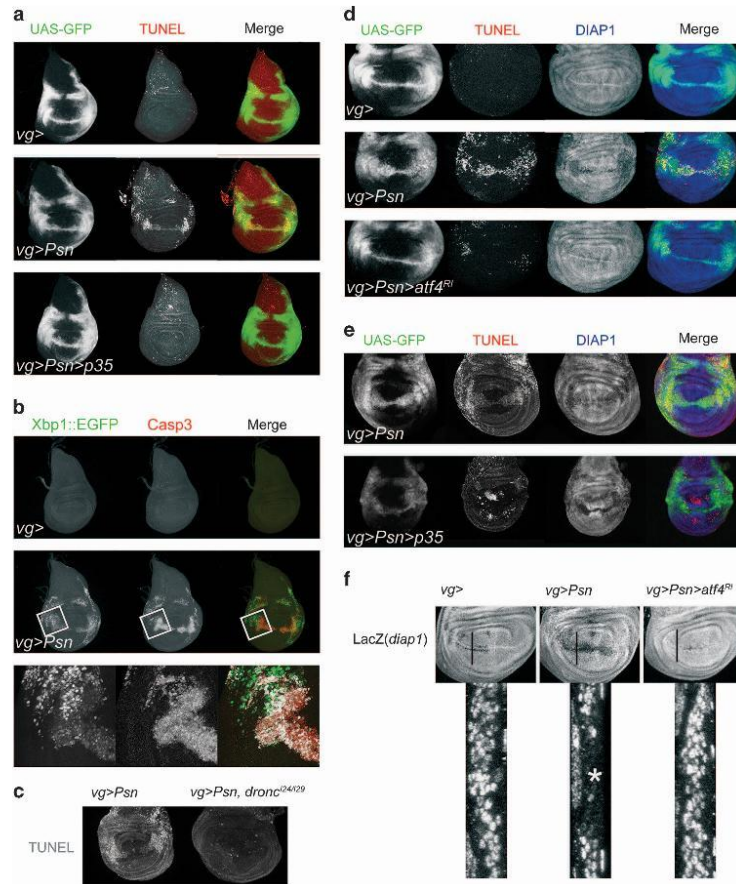 a
UAS-GFP TUNEL Merge
vg>
vg>Psn
vg>Psn>p35
b
Xbp1::EGFP Casp3 Merge
vg>
vg>Psn
c
vg>Psn vg>Psn, dronc^i24/i29
TUNEL
d
UAS-GFP TUNEL DIAP1 Merge
vg>
vg>Psn
vg>Psn>atf4^RI
e
UAS-GFP TUNEL DIAP1 Merge
vg>Psn
vg>Psn>p35
f
vg> vg>Psn vg>Psn>atf4^RI
LacZ(diap1)
*